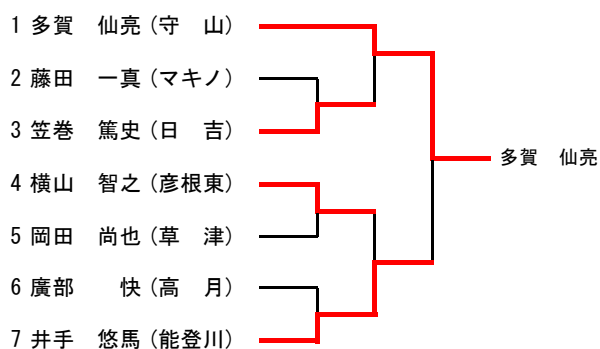 1 多賀　仙亮 (守　山)
2 藤田　一真 (マキノ)
3 笠巻　篤史 (日　吉)
多賀　仙亮
4 横山　智之 (彦根東)
5 岡田　尚也 (草　津)
6 廣部　　快 (高　月)
7 井手　悠馬 (能登川)